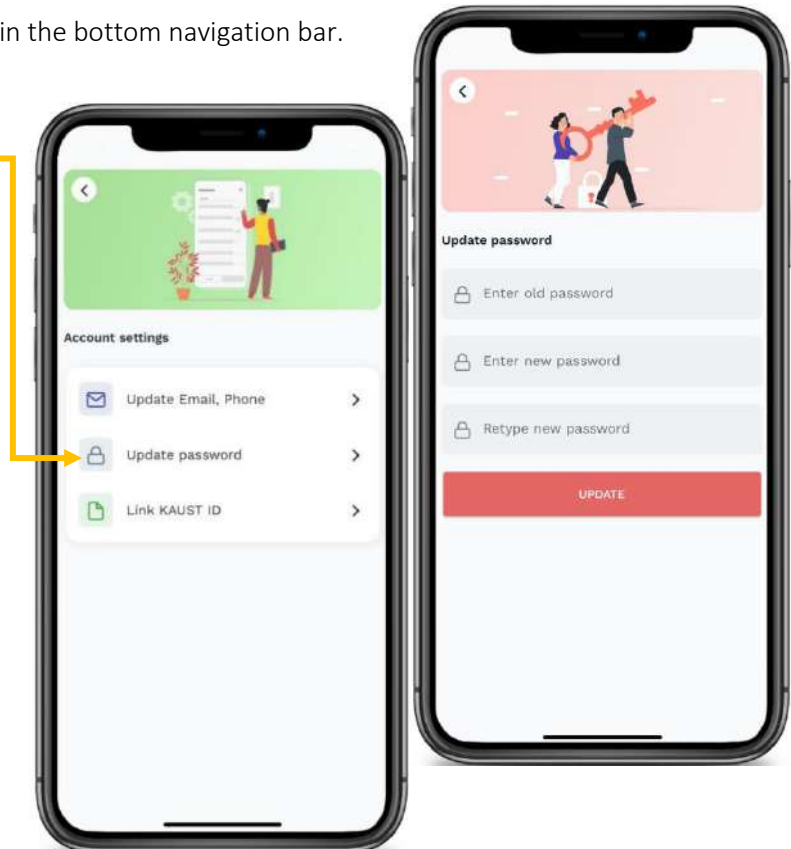 in the bottom navigation bar.
Account settings
Update Email, Phone
Update password
Link KAUST ID
Update password
Enter old password
Enter new password
Retype new password
UPDATE